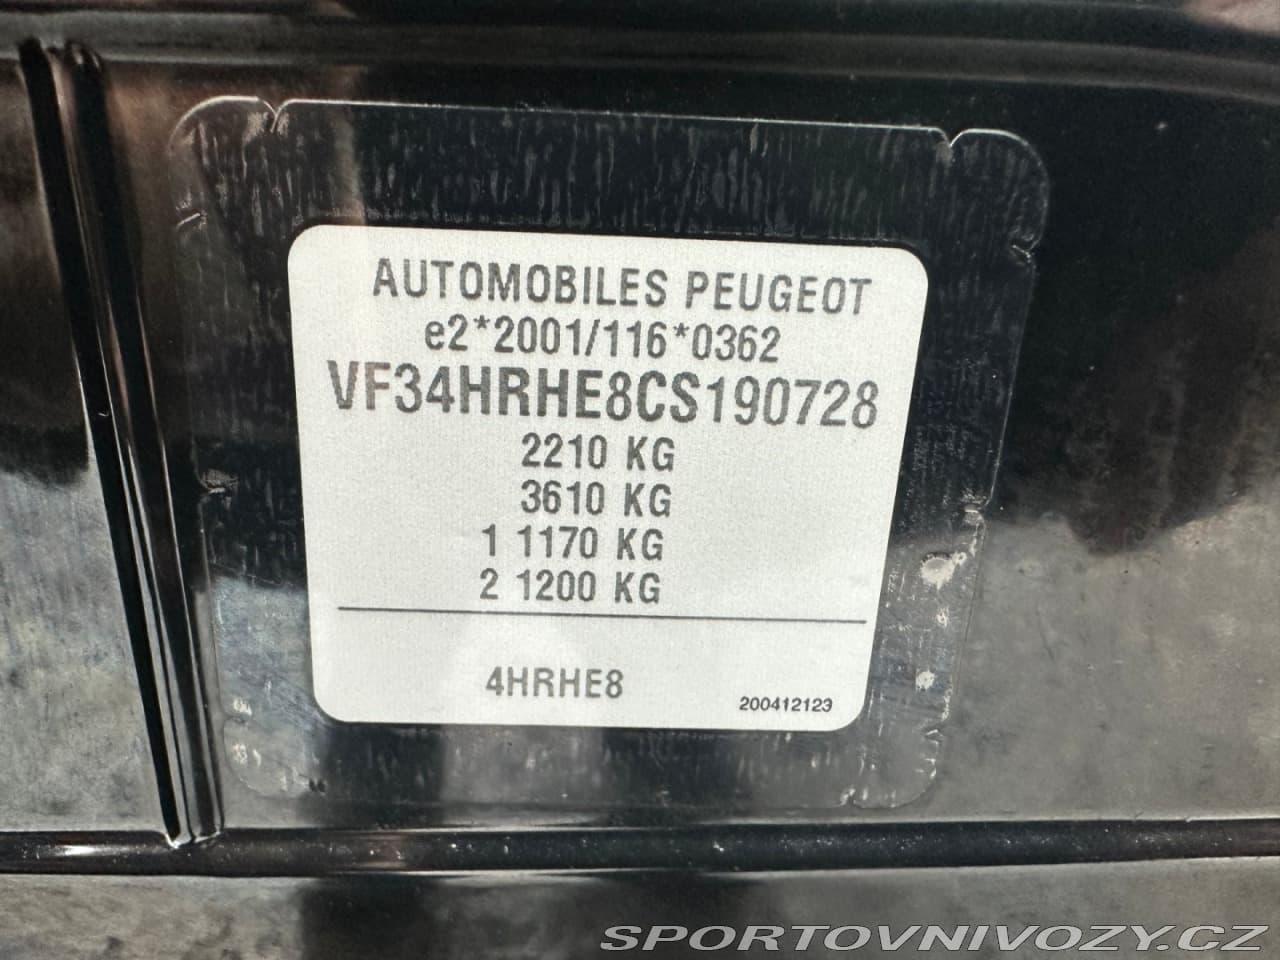 AUTOMOBILES PEUGEOT
e2*2001/116*0362
VF34HRHE8CS190728
2210 KG
3610 KG
1 1170 KG
2 1200 KG
4HRHE8
200412123
SPORTOVNIVOZY.CZ